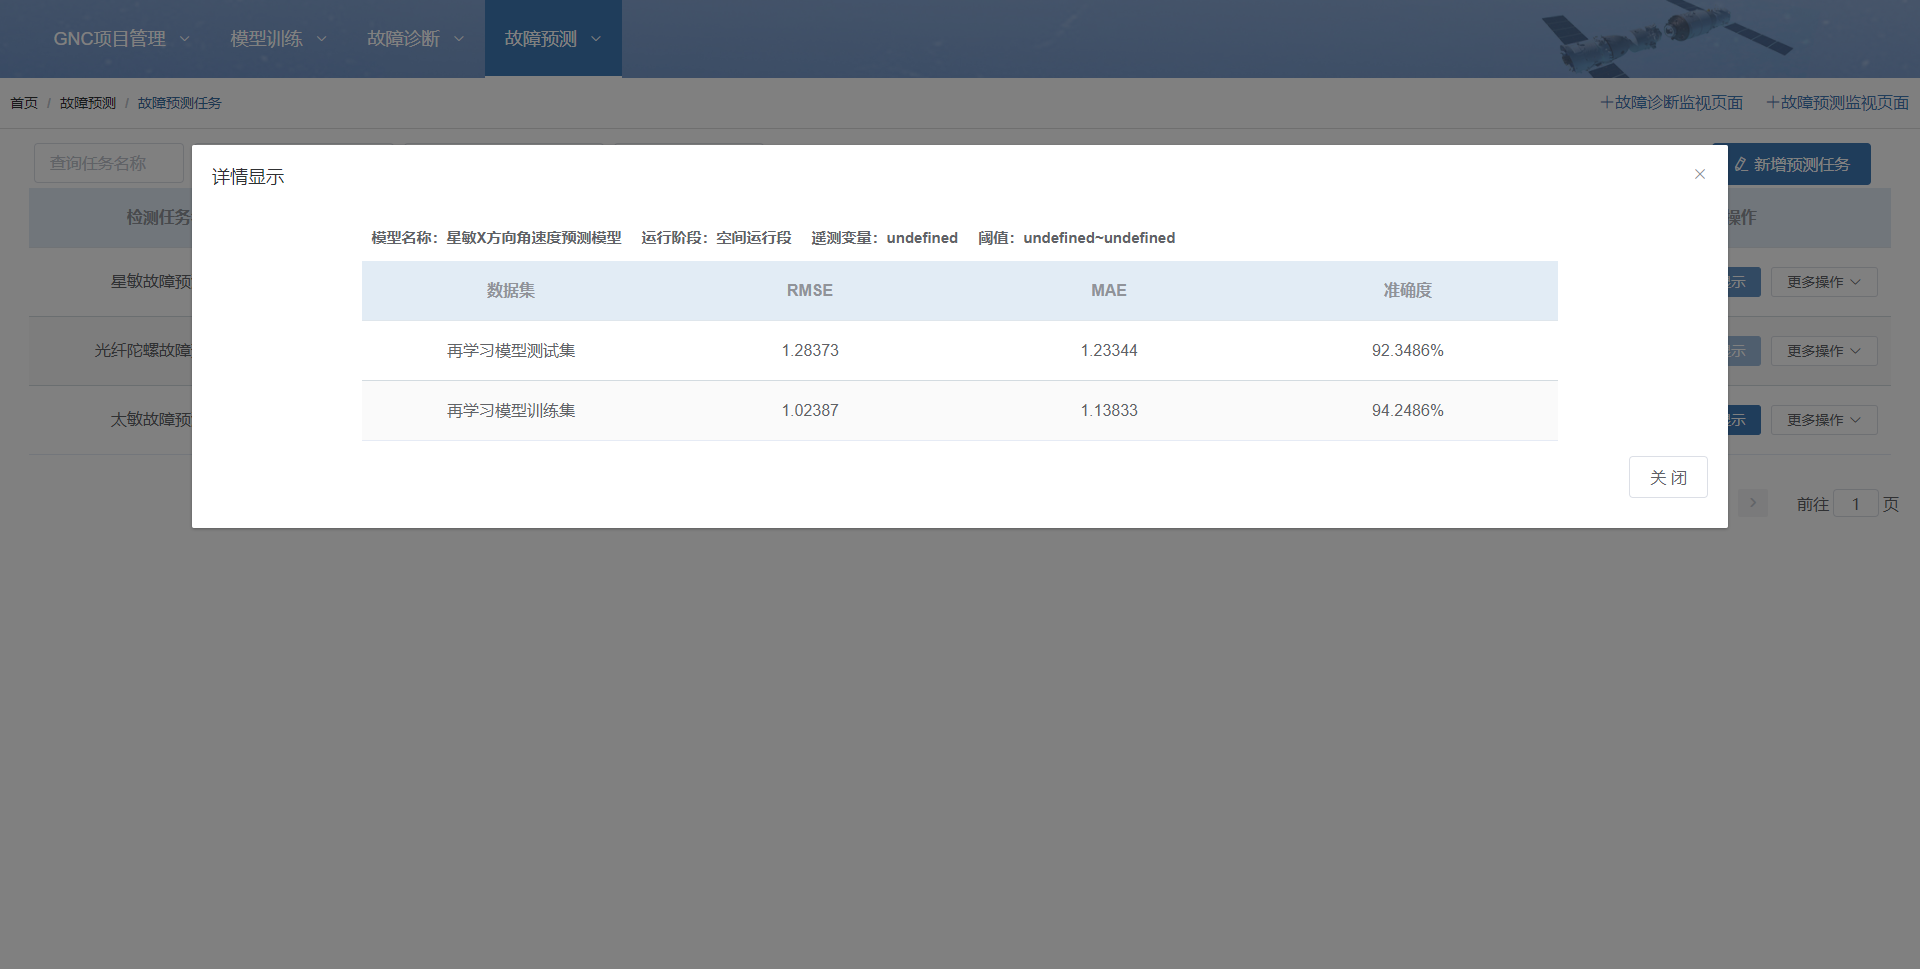 GNC项目管理 模型训练 故障诊断 故障预测
首页 / 故障预测 / 故障预测任务 +故障诊断监视页面 +故障预测监视页面
查询任务名称 新增预测任务
详情显示
检测任务 操作
模型名称：星敏X方向角速度预测模型 运行阶段：空间运行段 遥测变量：undefined 阈值：undefined~undefined
数据集 RMSE MAE 准确度
星敏故障预 示 更多操作
再学习模型测试集 1.28373 1.23344 92.3486%
光纤陀螺故障 示 更多操作
再学习模型训练集 1.02387 1.13833 94.2486%
太敏故障预 示 更多操作
关 闭
前往 1 页